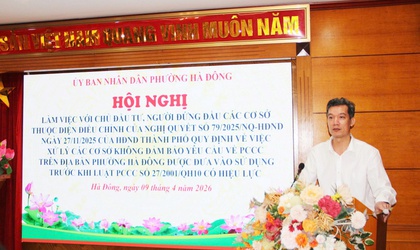 SẢN VIỆT NAM QUANG VINH MUÔN NĂM
ỦY BAN NHÂN DÂN PHƯỜNG HÀ ĐÔNG
HỘI NGHỊ
LÀM VIỆC VỚI CHỦ ĐẦU TƯ, NGƯỜI ĐỨNG ĐẦU CÁC CƠ SỞ
THUỘC DIỆN ĐIỀU CHỈNH CỦA NGHỊ QUYẾT SỐ 79/2025/NQ-HĐND
NGÀY 27/11/2025 CỦA HĐND THÀNH PHỐ QUY ĐỊNH VỀ VIỆC
XỬ LÝ CÁC CƠ SỞ KHÔNG ĐẢM BẢO YÊU CẦU VỀ PCCC
TRÊN ĐỊA BÀN PHƯỜNG HÀ ĐÔNG ĐƯỢC ĐƯA VÀO SỬ DỤNG
TRƯỚC KHI LUẬT PCCC SỐ 27/2001/QH10 CÓ HIỆU LỰC
Hà Đông, ngày 09 tháng 4 năm 2026